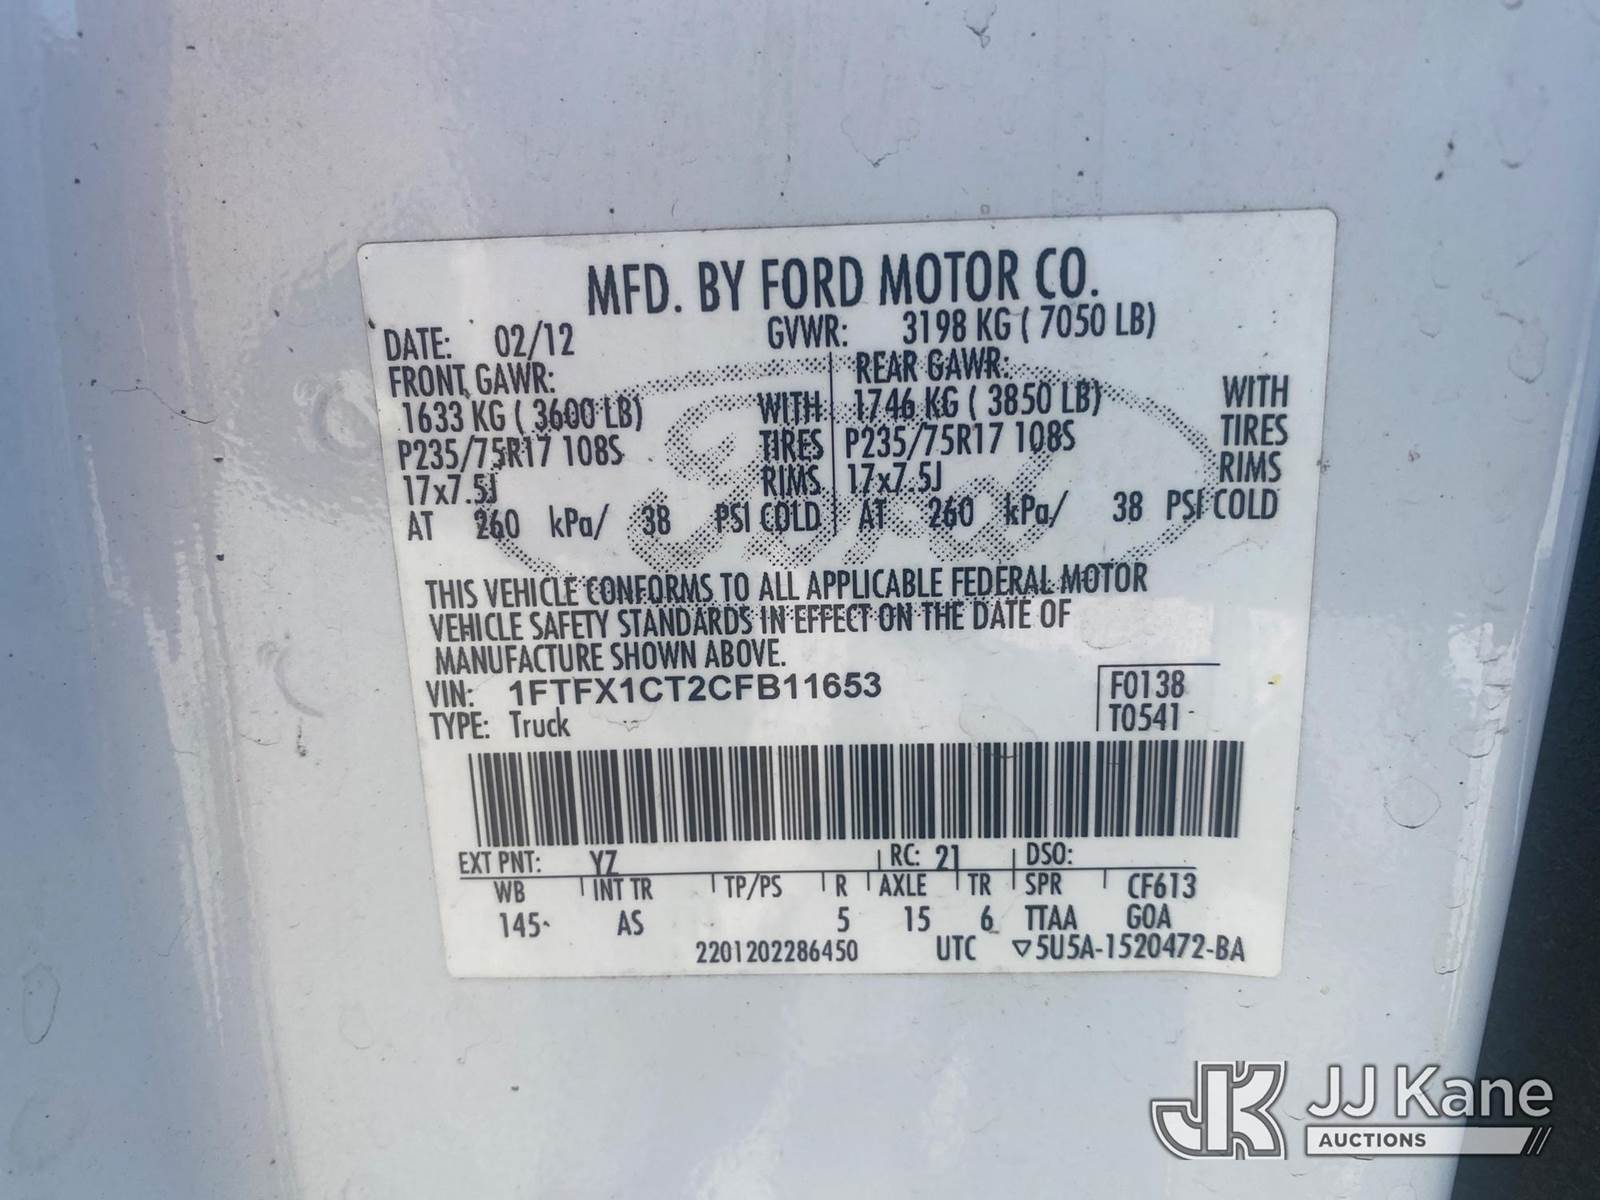 MFD. BY FORD MOTOR CO.
DATE: 02/12 GVWR: 3198 KG ( 7050 LB)
FRONT GAWR: REAR GAWR:
1633 KG ( 3600 LB) WITH 1746 KG ( 3850 LB) WITH
P235/75R17 108S TIRES P235/75R17 108S TIRES
17x7.5J RIMS 17x7.5J RIMS
AT 260 kPa/ 38 PSI COLD AT 260 kPa/ 38 PSI COLD
Ford
THIS VEHICLE CONFORMS TO ALL APPLICABLE FEDERAL MOTOR
VEHICLE SAFETY STANDARDS IN EFFECT ON THE DATE OF
MANUFACTURE SHOWN ABOVE.
VIN: 1FTFX1CT2CFB11653 F0138
TYPE: Truck T0541
EXT PNT: YZ RC: 21 DSO:
WB INT TR TP/PS R AXLE TR SPR CF613
145 AS 5 15 6 TTAA GOA
2201202286450 UTC ▽5U5A-1520472-BA
JK JJ Kane
AUCTIONS